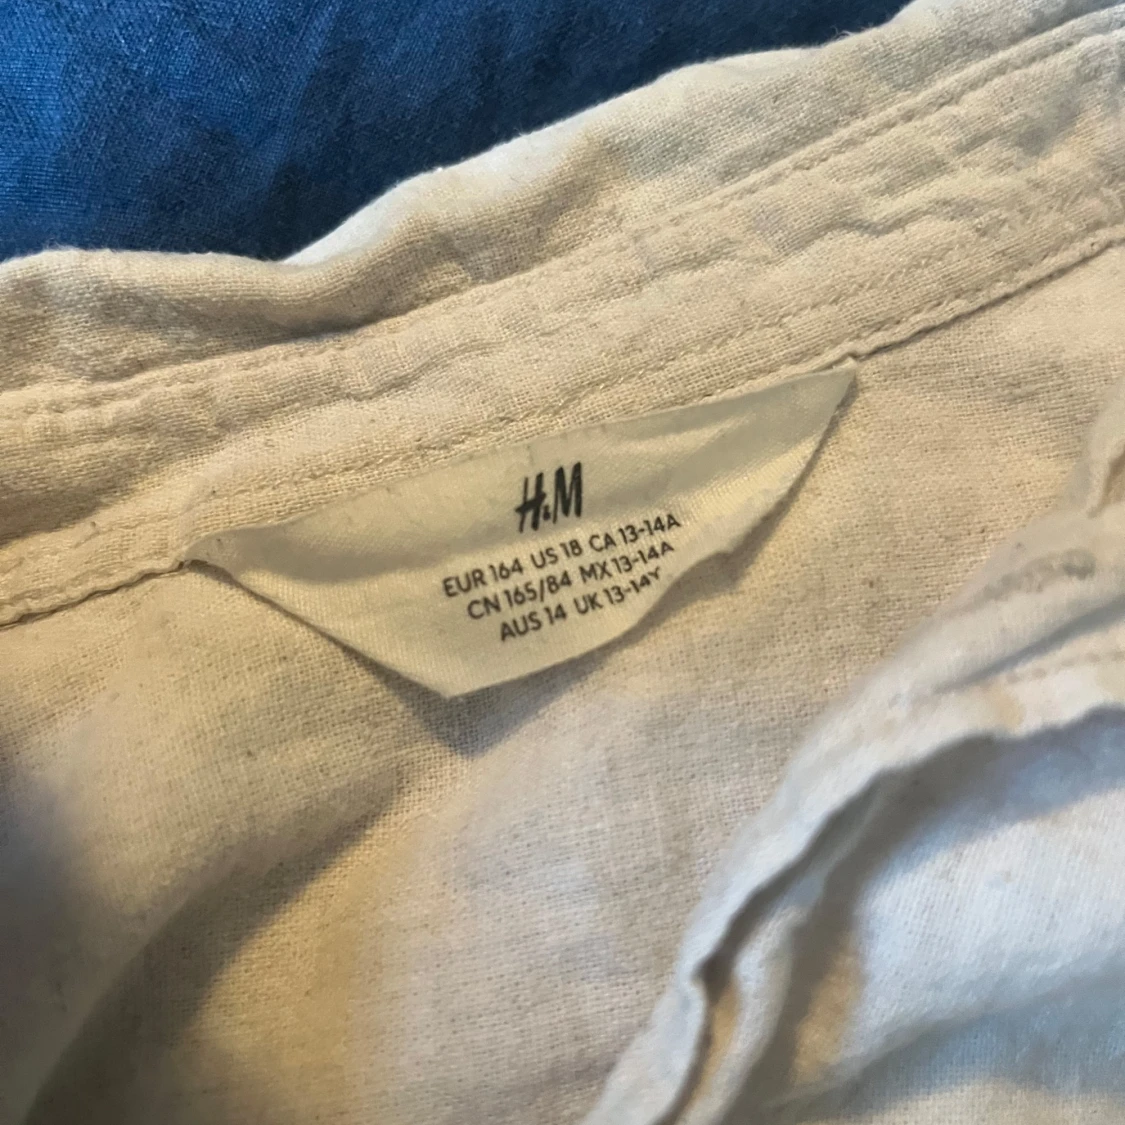 H&M
EUR 164 US 18 CA 13-14A
CN 165/84 MX 13-14A
AUS 14 UK 13-14Y